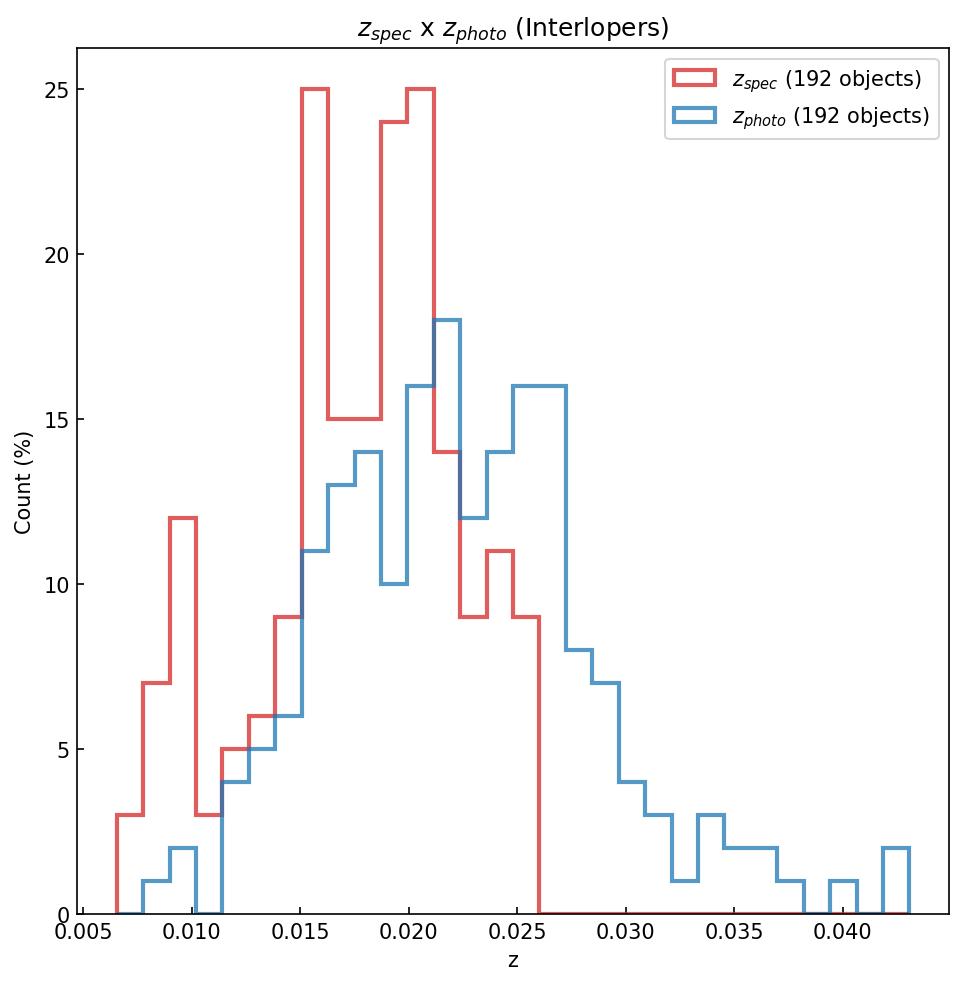 z_spec x z_photo (Interlopers)
z_spec (192 objects)
z_photo (192 objects)
Count (%)
25
20
15
10
5
0
0.005 0.010 0.015 0.020 0.025 0.030 0.035 0.040
z